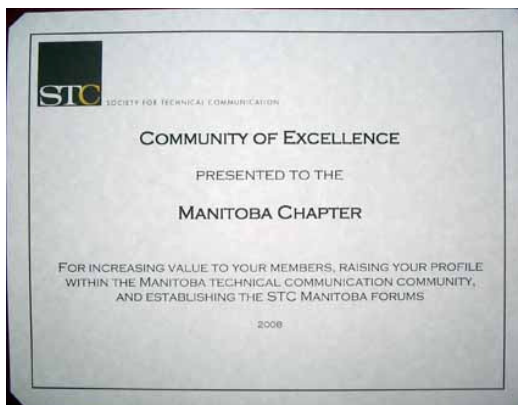 STC SOCIETY FOR TECHNICAL COMMUNICATION
COMMUNITY OF EXCELLENCE
PRESENTED TO THE
MANITOBA CHAPTER
FOR INCREASING VALUE TO YOUR MEMBERS, RAISING YOUR PROFILE
WITHIN THE MANITOBA TECHNICAL COMMUNICATION COMMUNITY,
AND ESTABLISHING THE STC MANITOBA FORUMS
2008